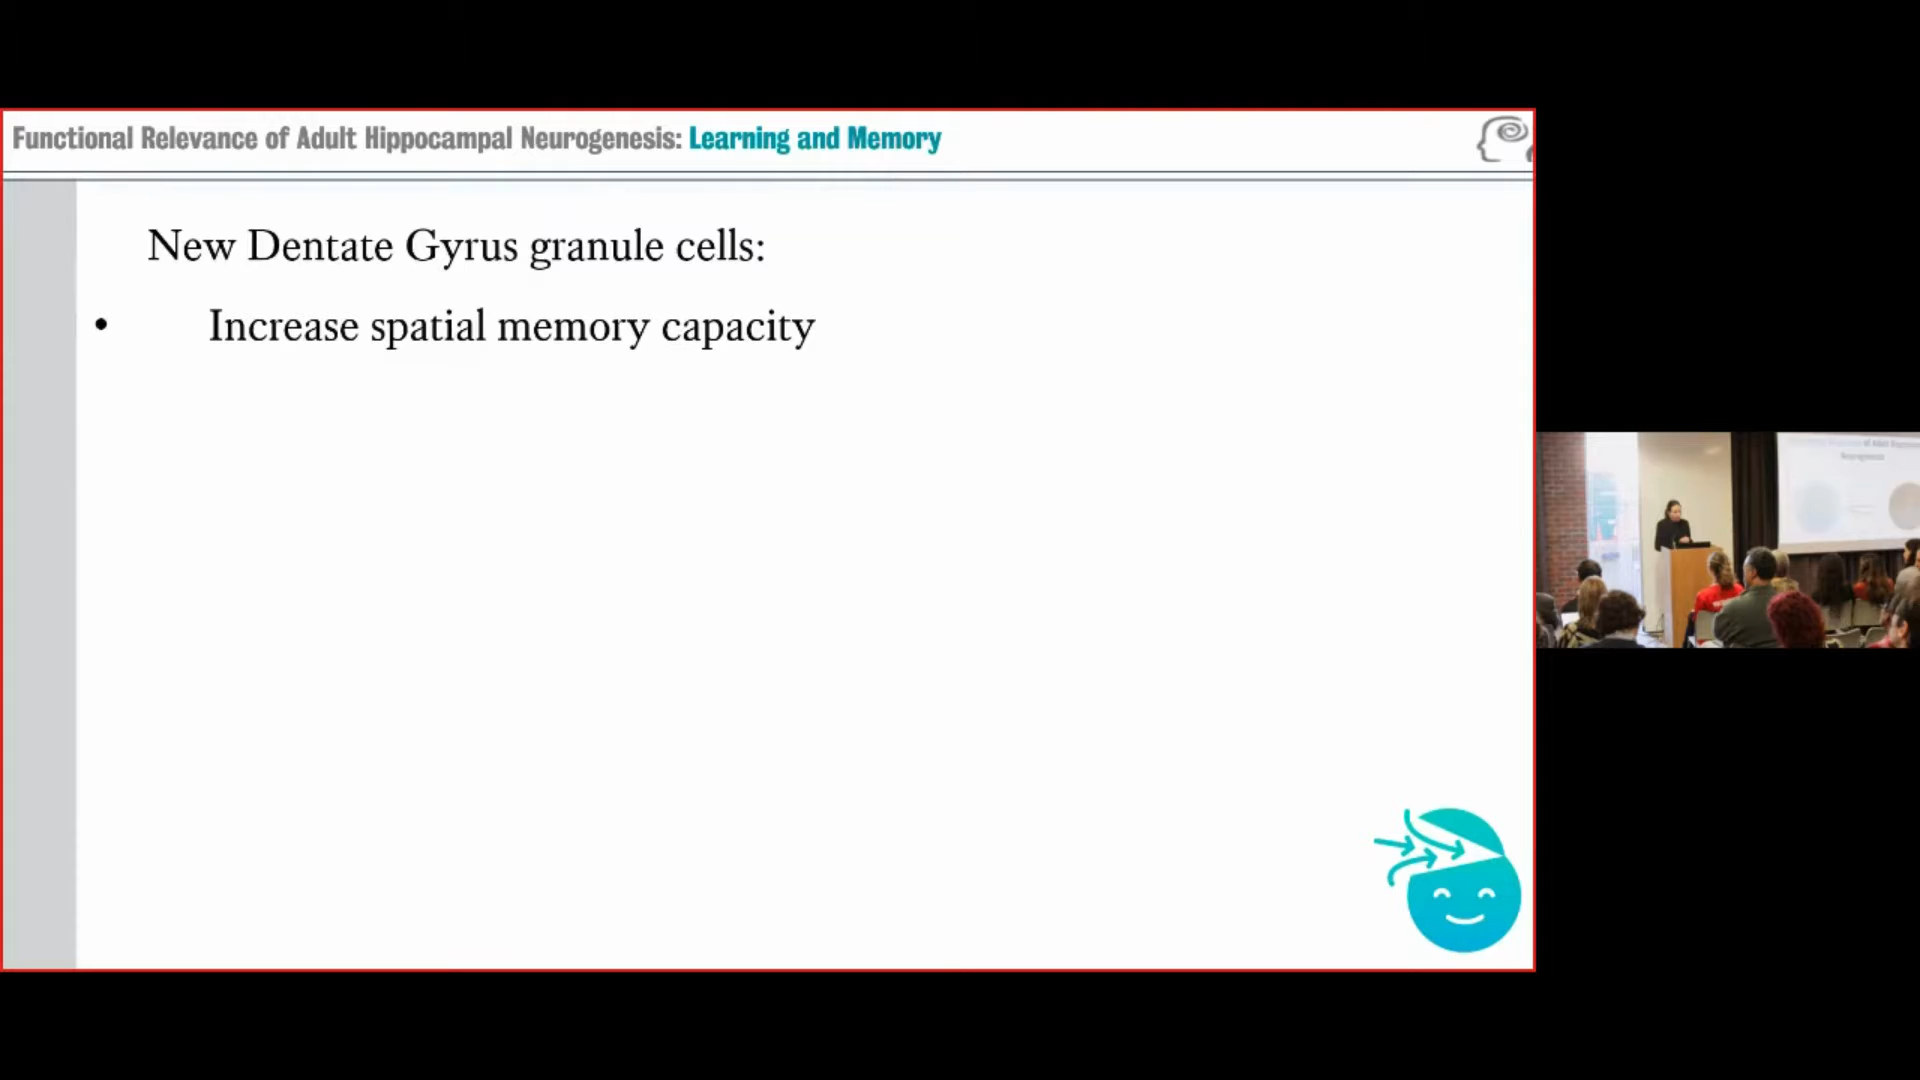 Functional Relevance of Adult Hippocampal Neurogenesis: Learning and Memory
New Dentate Gyrus granule cells:
• Increase spatial memory capacity